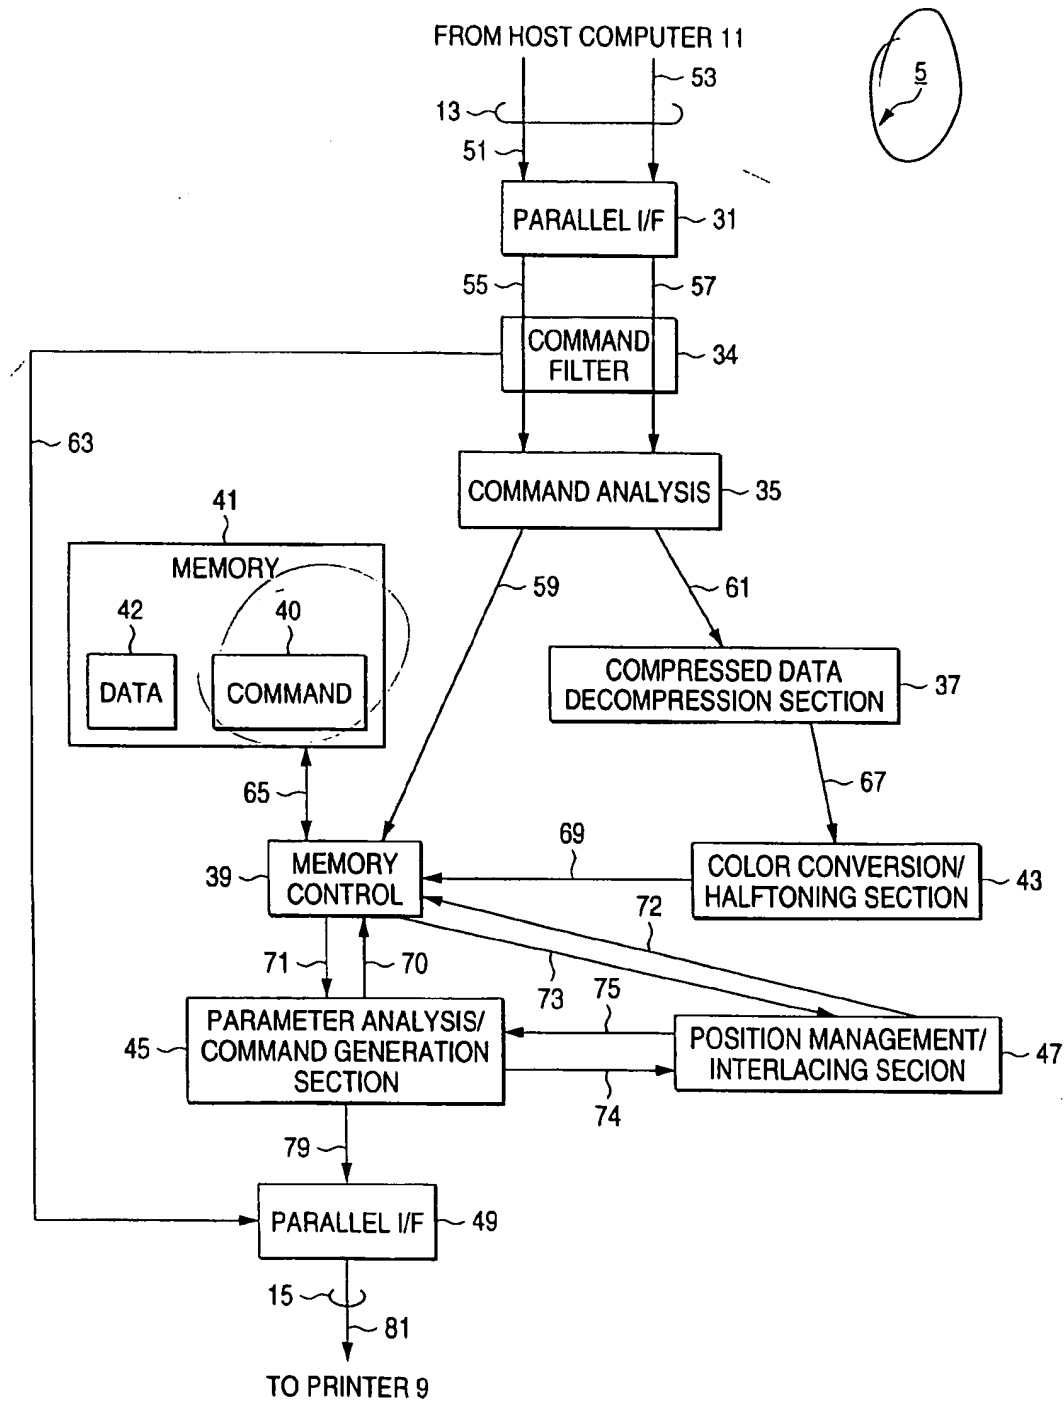 FROM HOST COMPUTER 11
5
53
13
51
PARALLEL I/F
31
55
57
COMMAND
FILTER
34
63
COMMAND ANALYSIS
35
41
MEMORY
59
61
42
40
DATA
COMMAND
COMPRESSED DATA
DECOMPRESSION SECTION
37
65
67
MEMORY
CONTROL
39
69
COLOR CONVERSION/
HALFTONING SECTION
43
72
71
70
73
75
PARAMETER ANALYSIS/
COMMAND GENERATION
SECTION
45
POSITION MANAGEMENT/
INTERLACING SECION
47
74
79
PARALLEL I/F
49
15
81
TO PRINTER 9